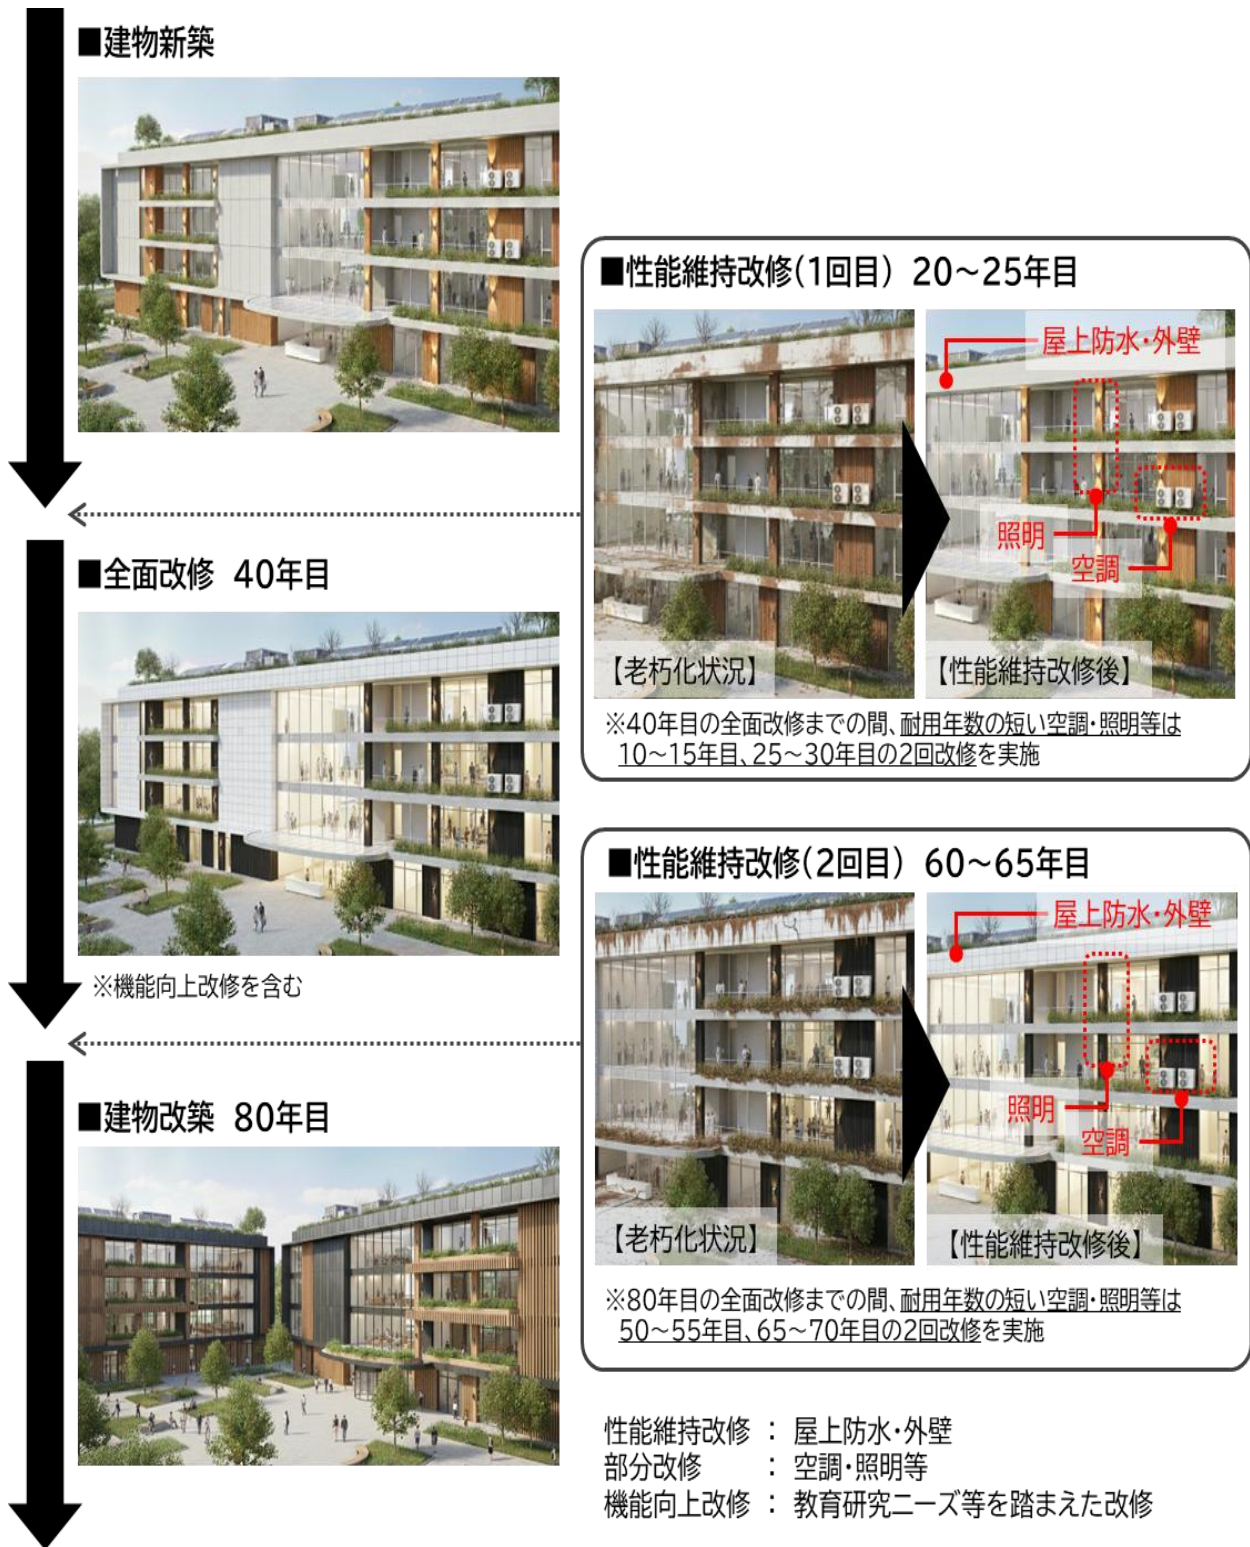 ■建物新築
■性能維持改修(1回目) 20～25年目
屋上防水・外壁
照明
空調
【老朽化状況】
【性能維持改修後】
※40年目の全面改修までの間、耐用年数の短い空調・照明等は
10～15年目、25～30年目の2回改修を実施
■全面改修 40年目
※機能向上改修を含む
■性能維持改修(2回目) 60～65年目
屋上防水・外壁
照明
空調
【老朽化状況】
【性能維持改修後】
※80年目の全面改修までの間、耐用年数の短い空調・照明等は
50～55年目、65～70年目の2回改修を実施
■建物改築 80年目
性能維持改修 : 屋上防水・外壁
部分改修 : 空調・照明等
機能向上改修 : 教育研究ニーズ等を踏まえた改修